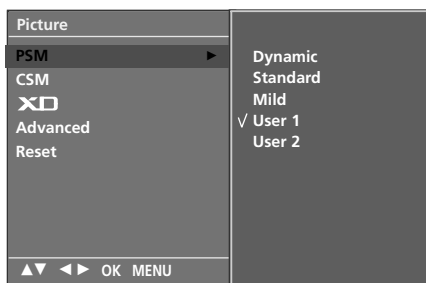 Picture
PSM ►
CSM
XD
Advanced
Reset
▲▼ ◄► OK MENU
Dynamic
Standard
Mild
√ User 1
User 2